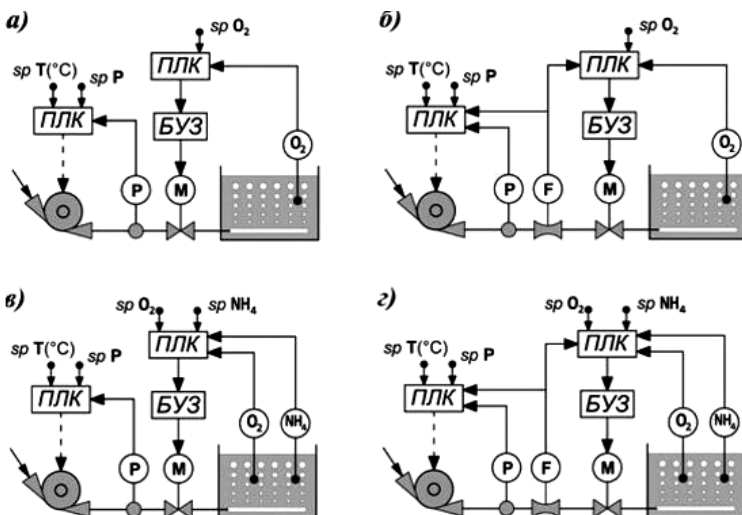 а)
sp O₂
ПЛК
sp T(°C)
sp P
ПЛК
БУЗ
O₂
P
M
б)
sp O₂
ПЛК
sp T(°C)
sp P
ПЛК
БУЗ
O₂
P
F
M
в)
sp O₂
sp NH₄
ПЛК
sp T(°C)
sp P
ПЛК
БУЗ
O₂
NH₄
P
M
г)
sp O₂
sp NH₄
ПЛК
sp T(°C)
sp P
ПЛК
БУЗ
O₂
NH₄
P
F
M